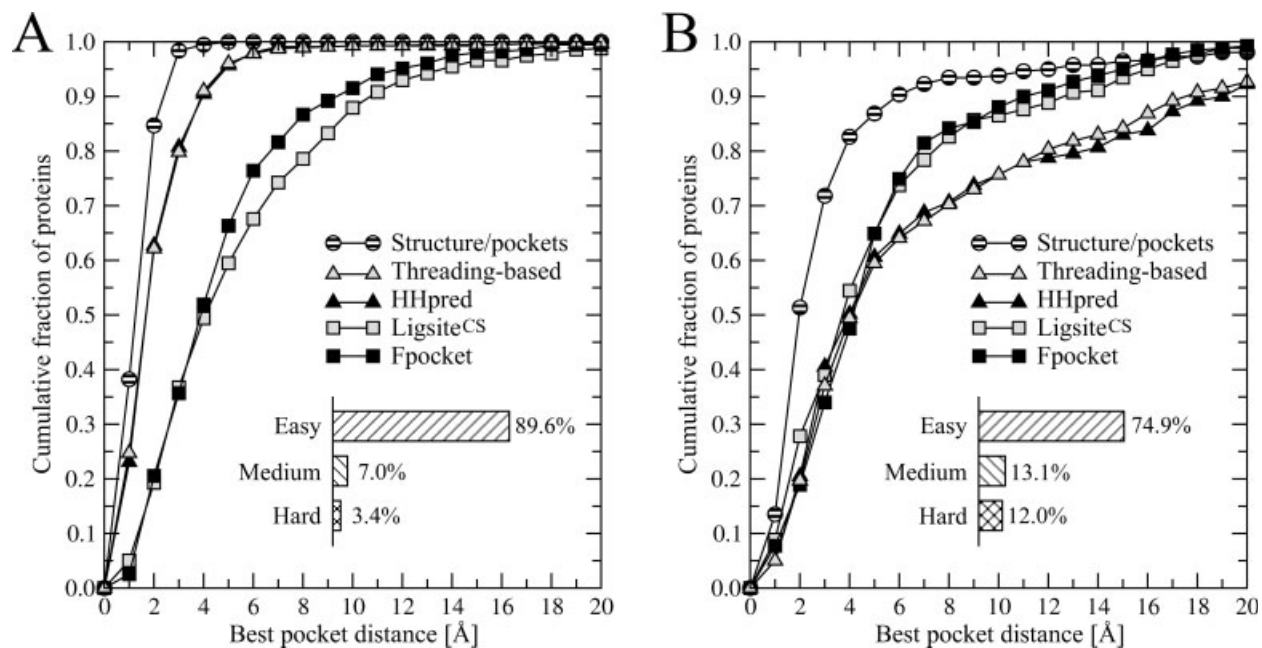 A
1.0
0.9
0.8
0.7
0.6
0.5
0.4
0.3
0.2
0.1
0.0
Cumulative fraction of proteins
Structure/pockets
Threading-based
HHpred
Ligsite^CS
Fpocket
Easy 89.6%
Medium 7.0%
Hard 3.4%
0 2 4 6 8 10 12 14 16 18 20
Best pocket distance [Å]
B
1.0
0.9
0.8
0.7
0.6
0.5
0.4
0.3
0.2
0.1
0.0
Cumulative fraction of proteins
Structure/pockets
Threading-based
HHpred
Ligsite^CS
Fpocket
Easy 74.9%
Medium 13.1%
Hard 12.0%
0 2 4 6 8 10 12 14 16 18 20
Best pocket distance [Å]